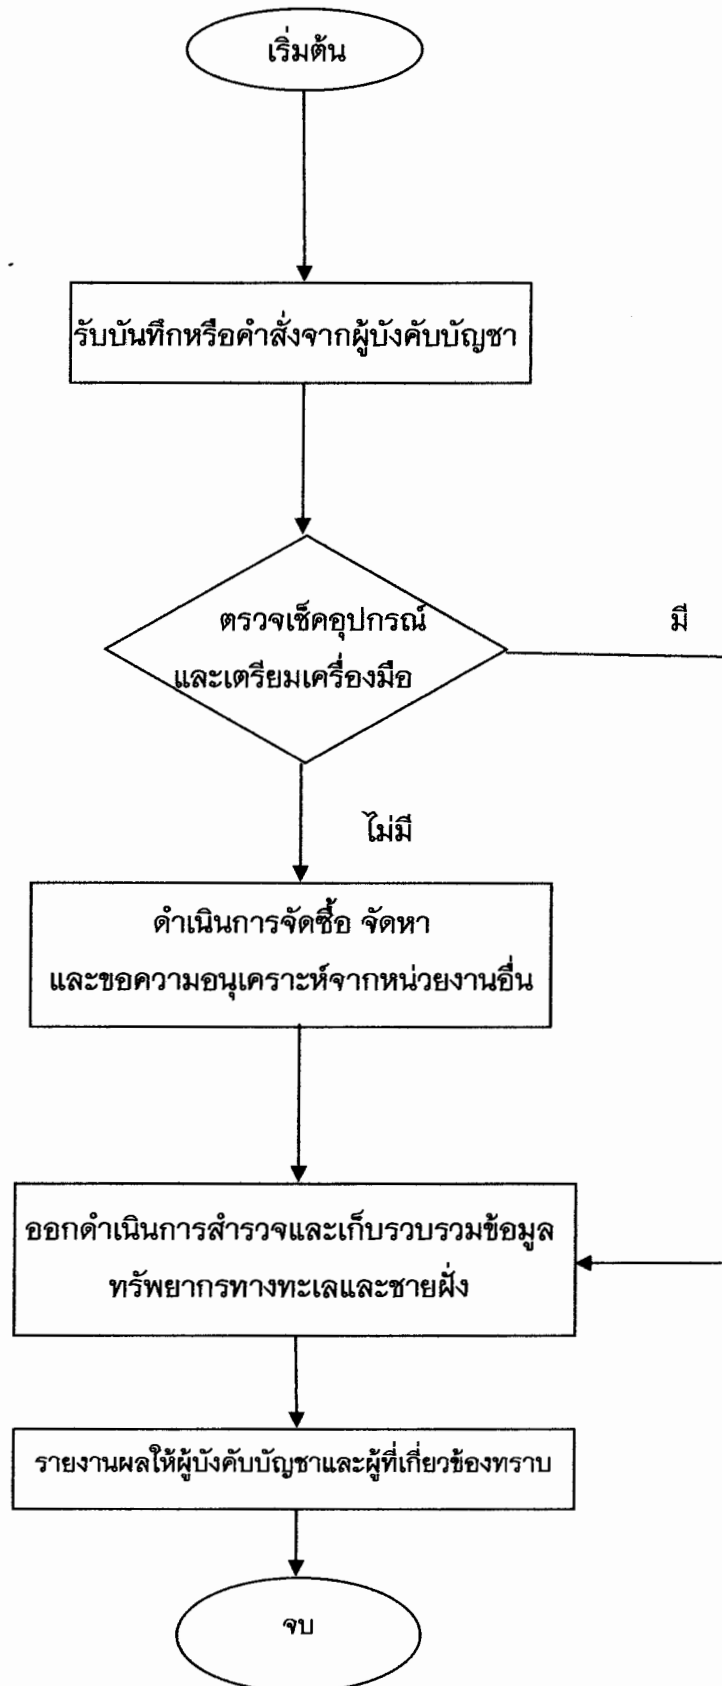 เริ่มต้น
รับบันทึกหรือคำสั่งจากผู้บังคับบัญชา
ตรวจเช็คอุปกรณ์
และเตรียมเครื่องมือ
มี
ไม่มี
ดำเนินการจัดซื้อ จัดหา
และขอความอนุเคราะห์จากหน่วยงานอื่น
ออกดำเนินการสำรวจและเก็บรวบรวมข้อมูล
ทรัพยากรทางทะเลและชายฝั่ง
รายงานผลให้ผู้บังคับบัญชาและผู้ที่เกี่ยวข้องทราบ
จบ